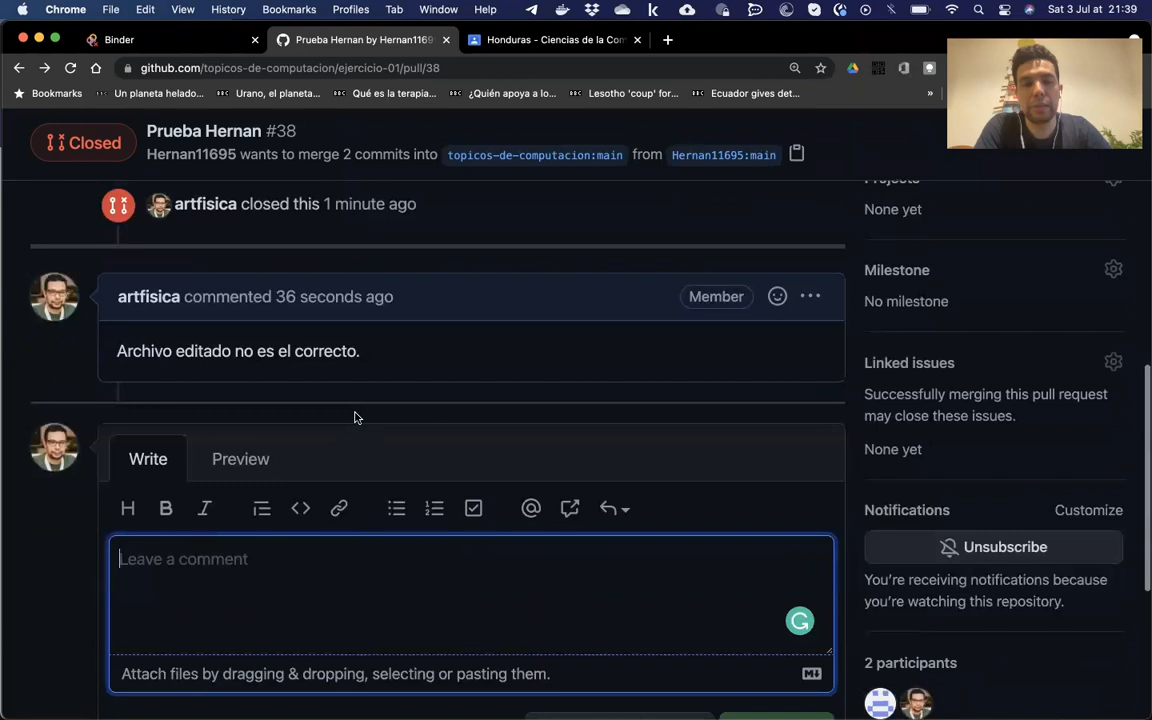 Chrome File Edit View History Bookmarks Profiles Tab Window Help Sat 3 Jul at 21:39
Binder
Prueba Hernan by Hernan1169
Honduras - Ciencias de la Com
github.com/topicos-de-computacion/ejercicio-01/pull/38
Bookmarks
Un planeta helado...
Urano, el planeta...
Qué es la terapia...
¿Quién apoya a lo...
Lesotho 'coup' for...
Ecuador gives det...
»
Closed
Prueba Hernan #38
Hernan11695 wants to merge 2 commits into topicos-de-computacion:main from Hernan11695:main
artfisica closed this 1 minute ago
artfisica commented 36 seconds ago
Member
Archivo editado no es el correcto.
Write
Preview
Leave a comment
Attach files by dragging & dropping, selecting or pasting them.
Projects
None yet
Milestone
No milestone
Linked issues
Successfully merging this pull request
may close these issues.
None yet
Notifications
Customize
Unsubscribe
You're receiving notifications because
you're watching this repository.
2 participants